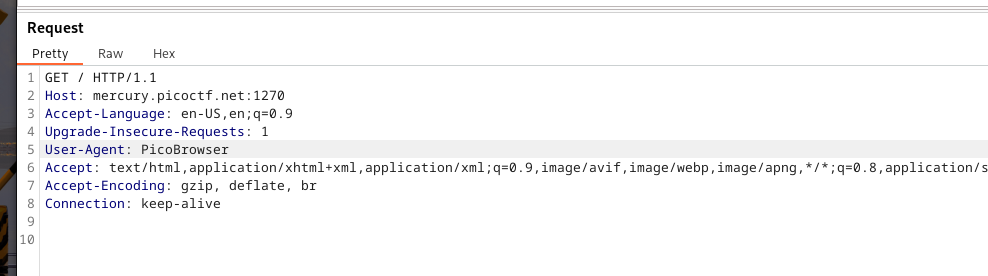 Request
Pretty Raw Hex
1 GET / HTTP/1.1
2 Host: mercury.picoctf.net:1270
3 Accept-Language: en-US,en;q=0.9
4 Upgrade-Insecure-Requests: 1
5 User-Agent: PicoBrowser
6 Accept: text/html,application/xhtml+xml,application/xml;q=0.9,image/avif,image/webp,image/apng,*/*;q=0.8,application/s
7 Accept-Encoding: gzip, deflate, br
8 Connection: keep-alive
9
10